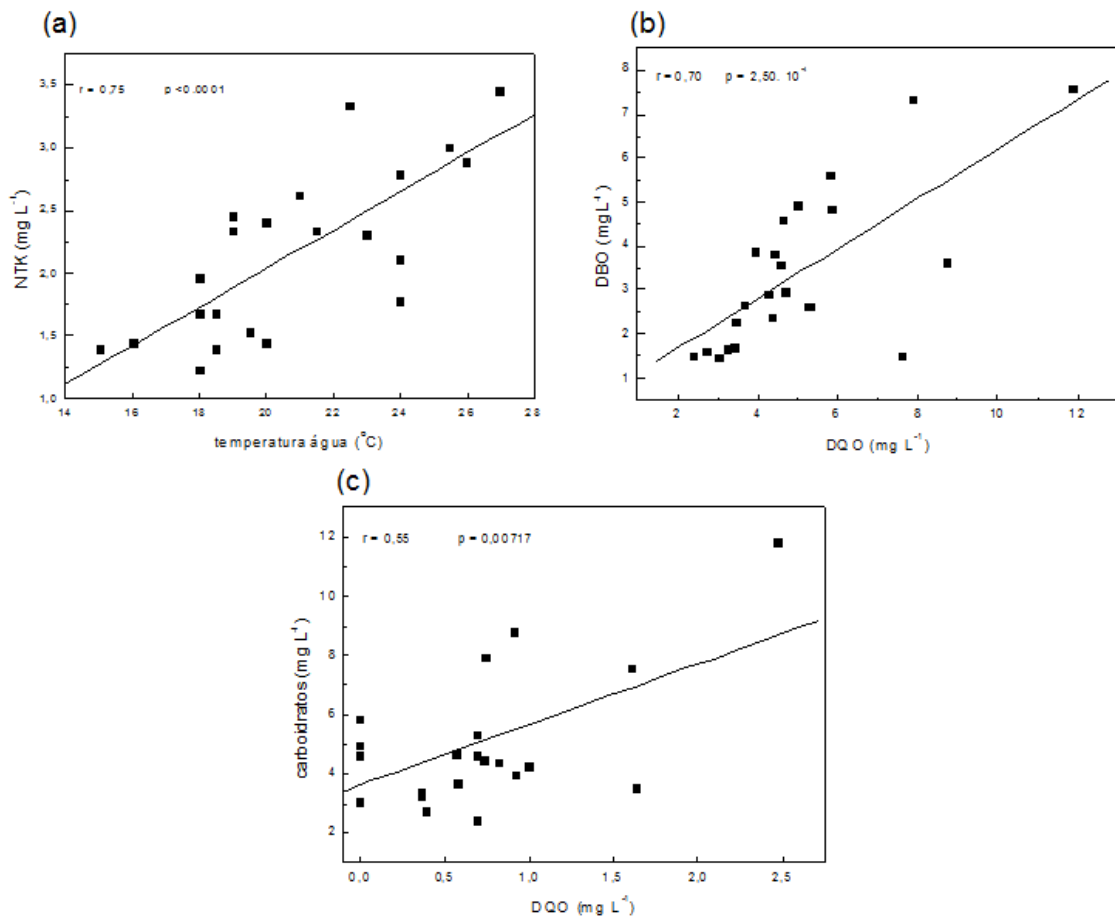 (a)
r = 0,75 p <0.0001
3,5
3,0
2,5
2,0
1,5
1,0
NTK (mg L⁻¹)
14 16 18 20 22 24 26 28
temperatura água (°C)
(b)
r = 0,70 p = 2,50. 10⁻⁴
8
7
6
5
4
3
2
1
DBO (mg L⁻¹)
2 4 6 8 10 12
DQO (mg L⁻¹)
(c)
r = 0,55 p = 0,00717
12
10
8
6
4
2
carboidratos (mg L⁻¹)
0,0 0,5 1,0 1,5 2,0 2,5
DQO (mg L⁻¹)